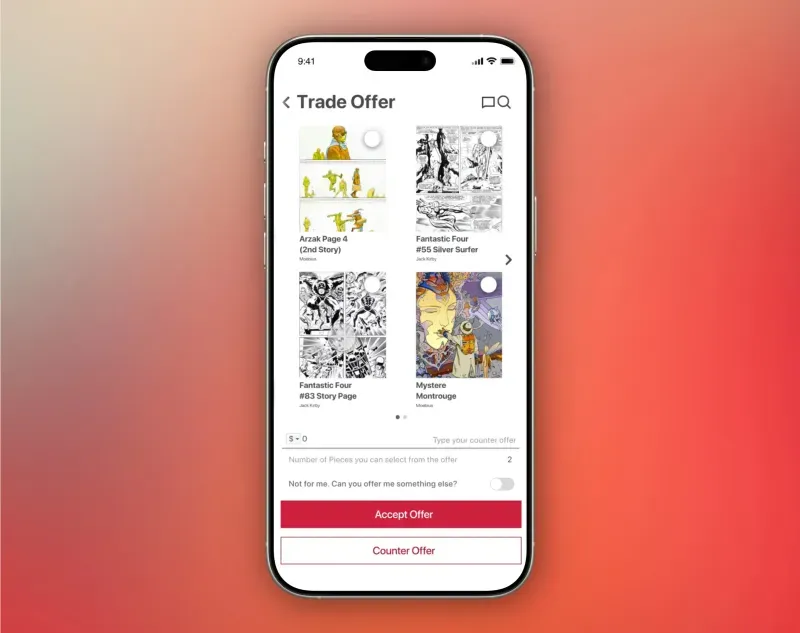 9:41
Trade Offer
Arzak Page 4
(2nd Story)
Moebius
Fantastic Four
#55 Silver Surfer
Jack Kirby
Fantastic Four
#83 Story Page
Jack Kirby
Mystere
Montrouge
Moebius
$ 0
Type your counter offer
Number of Pieces you can select from the offer
2
Not for me. Can you offer me something else?
Accept Offer
Counter Offer